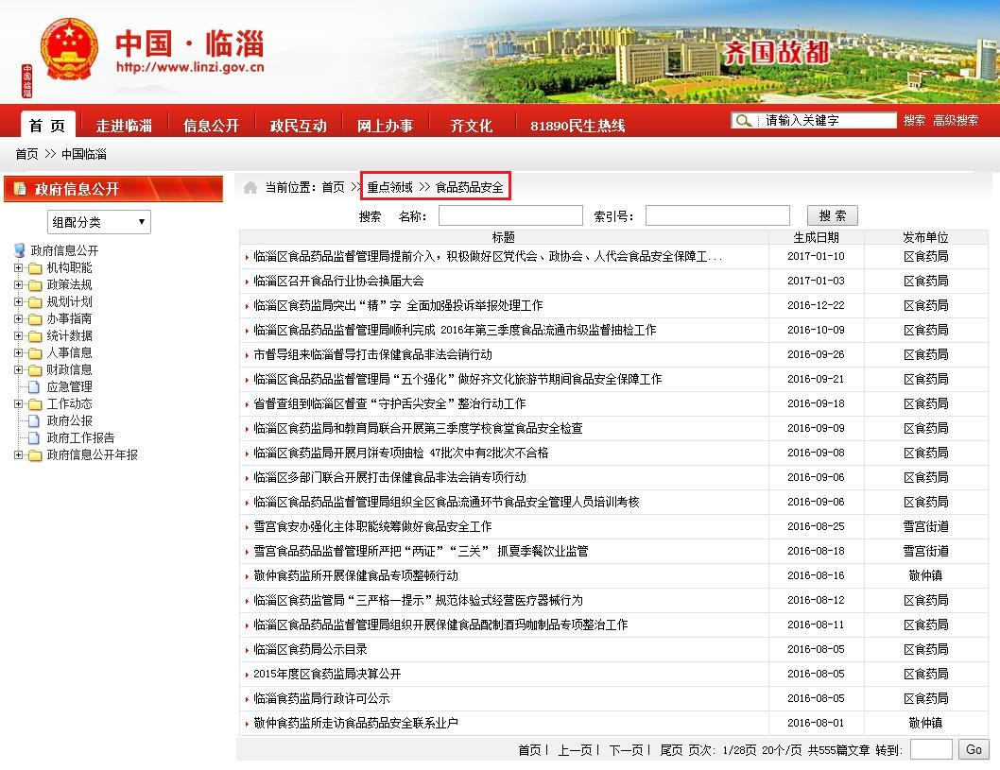 中国·临淄
http://www.linzi.gov.cn
中国临淄
齐国故都
首 页 走进临淄 信息公开 政民互动 网上办事 齐文化 81890民生热线 请输入关键字 搜索 高级搜索
首页 >> 中国临淄
政府信息公开
组配分类
政府信息公开
机构职能
政策法规
规划计划
办事指南
统计数据
人事信息
财政信息
应急管理
工作动态
政府公报
政府工作报告
政府信息公开年报
当前位置: 首页 >> 重点领域 >> 食品药品安全
搜索 名称: 索引号: 搜 索
标题 生成日期 发布单位
临淄区食品药品监督管理局提前介入，积极做好区党代会、政协会、人代会食品安全保障工... 2017-01-10 区食药局
临淄区召开食品行业协会换届大会 2017-01-03 区食药局
临淄区食药监局突出“精”字 全面加强投诉举报处理工作 2016-12-22 区食药局
临淄区食品药品监督管理局顺利完成 2016年第三季度食品流通市级监督抽检工作 2016-10-09 区食药局
市督导组来临淄督导打击保健食品非法会销行动 2016-09-26 区食药局
临淄区食品药品监督管理局“五个强化”做好齐文化旅游节期间食品安全保障工作 2016-09-21 区食药局
省督查组到临淄区督查“守护舌尖安全”整治行动工作 2016-09-18 区食药局
临淄区食药监局和教育局联合开展第三季度学校食堂食品安全检查 2016-09-09 区食药局
临淄区食药监局开展月饼专项抽检 47批次中有2批次不合格 2016-09-08 区食药局
临淄区多部门联合开展打击保健食品非法会销专项行动 2016-09-06 区食药局
临淄区食品药品监督管理局组织全区食品流通环节食品安全管理人员培训考核 2016-09-06 区食药局
雪宫食安办强化主体职能统筹做好食品安全工作 2016-08-25 雪宫街道
雪宫食品药品监督管理所严把“两证”“三关” 抓夏季餐饮业监管 2016-08-18 雪宫街道
敬仲食药监所开展保健食品专项整顿行动 2016-08-16 敬仲镇
临淄区食药监管局“三严格一提示”规范体验式经营医疗器械行为 2016-08-12 区食药局
临淄区食品药品监督管理局组织开展保健食品配制酒玛咖制品专项整治工作 2016-08-11 区食药局
临淄区食药局公示目录 2016-08-05 区食药局
2015年度区食药监局决算公开 2016-08-05 区食药局
临淄食药监局行政许可公示 2016-08-05 区食药局
敬仲食药监所走访食品药品安全联系业户 2016-08-01 敬仲镇
首页| 上一页| 下一页| 尾页 页次: 1/28页 20个/页 共555篇文章 转到: Go